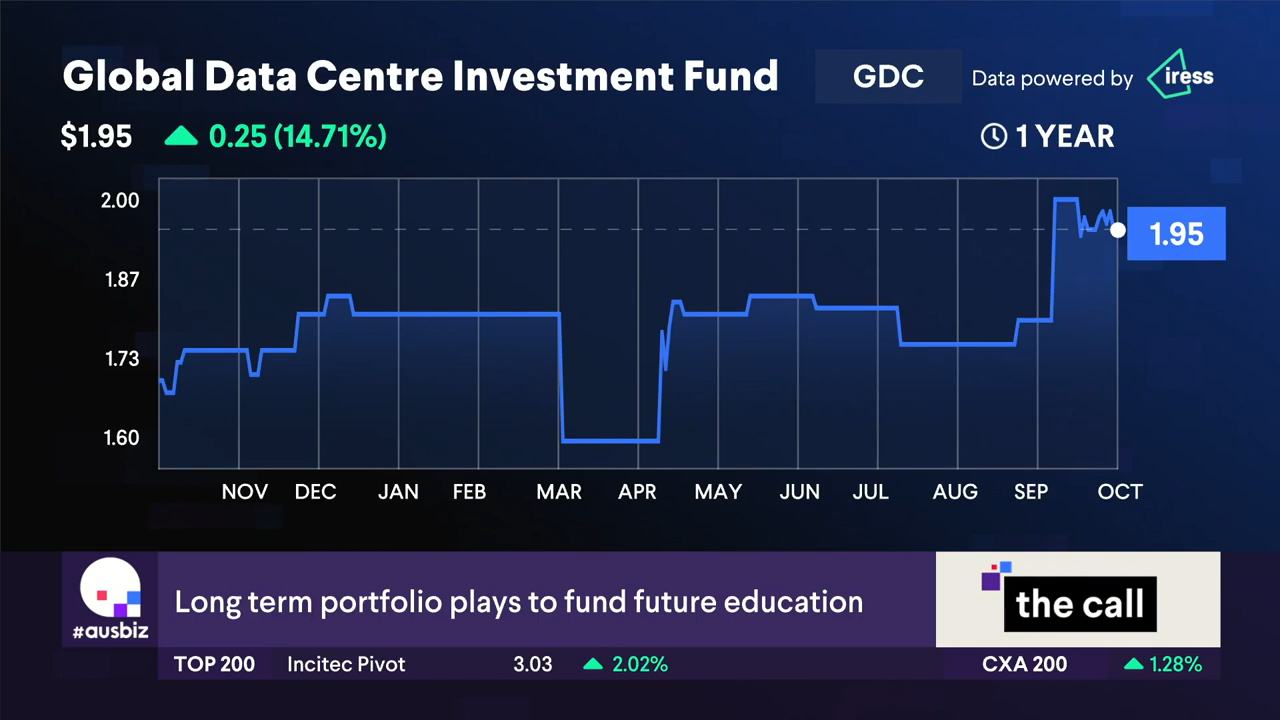 Global Data Centre Investment Fund
GDC
Data powered by iress
$1.95 0.25 (14.71%)
1 YEAR
2.00
1.95
1.87
1.73
1.60
NOV DEC JAN FEB MAR APR MAY JUN JUL AUG SEP OCT
Long term portfolio plays to fund future education
the call
#ausbiz
TOP 200 Incitec Pivot 3.03 2.02% CXA 200 1.28%